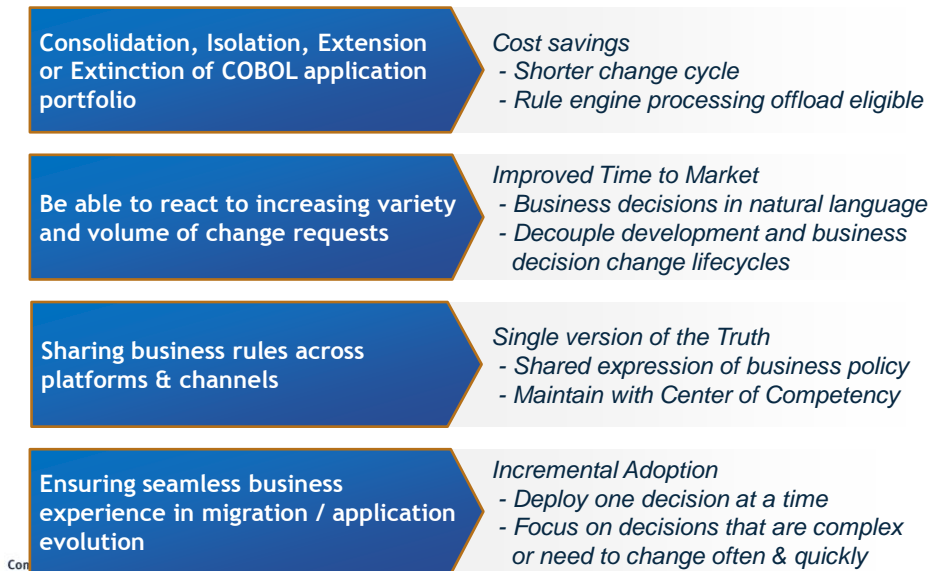 Consolidation, Isolation, Extension
or Extinction of COBOL application
portfolio
Cost savings
- Shorter change cycle
- Rule engine processing offload eligible
Be able to react to increasing variety
and volume of change requests
Improved Time to Market
- Business decisions in natural language
- Decouple development and business
decision change lifecycles
Sharing business rules across
platforms & channels
Single version of the Truth
- Shared expression of business policy
- Maintain with Center of Competency
Ensuring seamless business
experience in migration / application
evolution
Incremental Adoption
- Deploy one decision at a time
- Focus on decisions that are complex
or need to change often & quickly